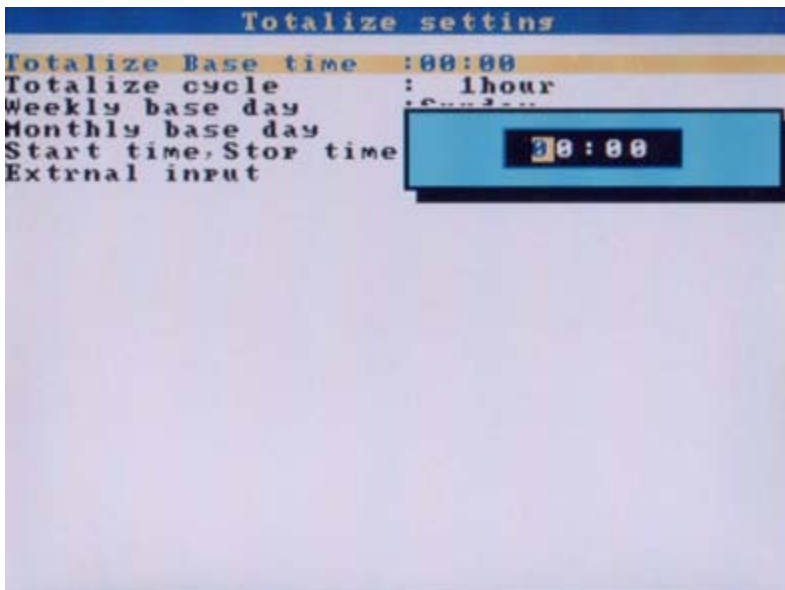 Totalize setting
Totalize Base time :00:00
Totalize cycle : 1hour
Weekly base day
Monthly base day
Start time,Stop time
Extrnal input
00:00